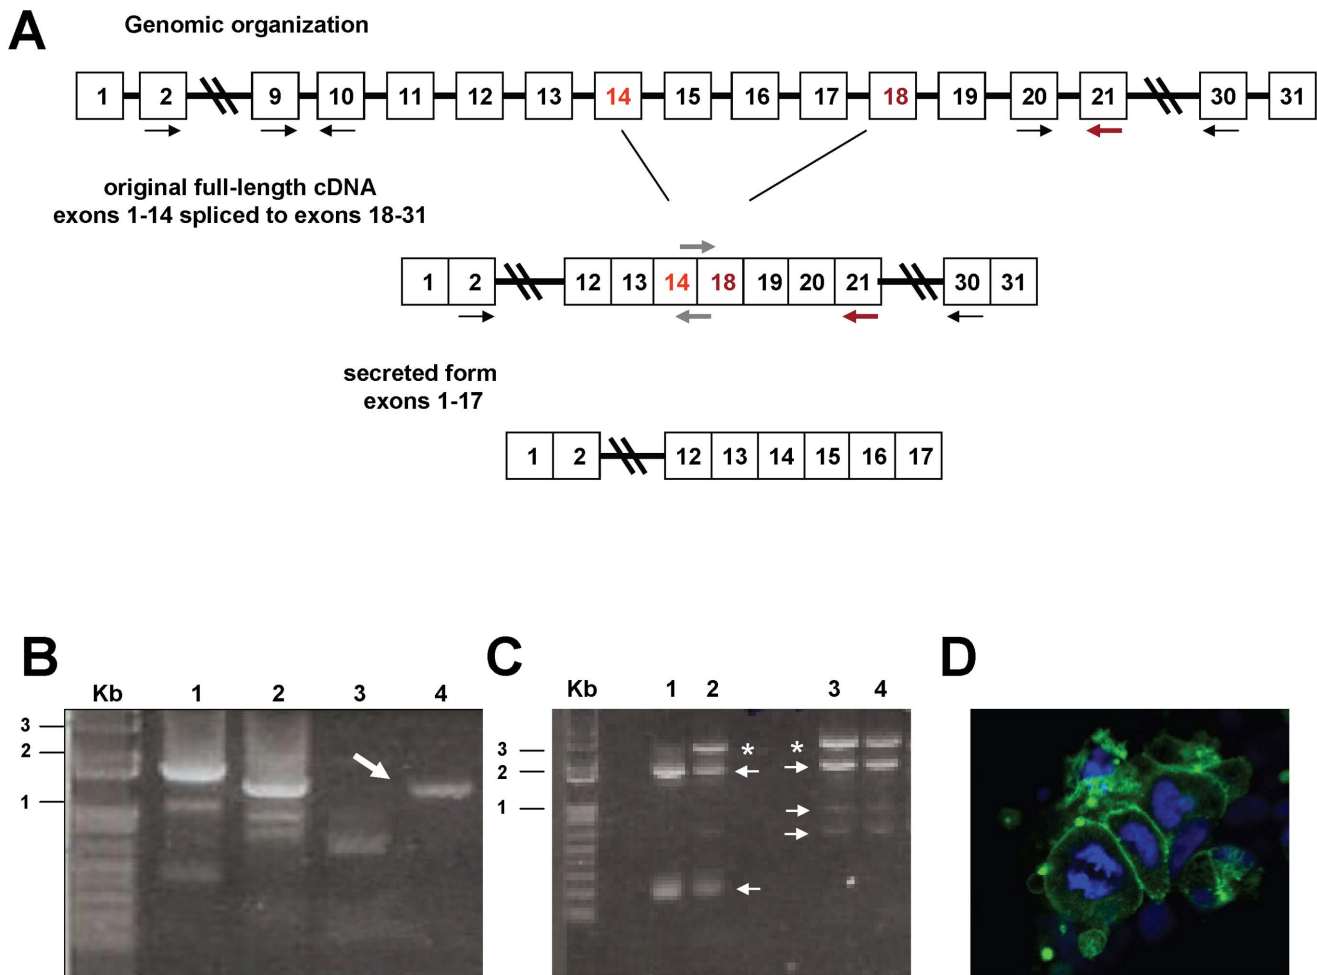 A
Genomic organization
1 2 9 10 11 12 13 14 15 16 17 18 19 20 21 30 31
original full-length cDNA
exons 1-14 spliced to exons 18-31
1 2 12 13 14 18 19 20 21 30 31
secreted form
exons 1-17
1 2 12 13 14 15 16 17
B
Kb 1 2 3 4
3
2
1
C
Kb 1 2 3 4
3 * *
2
1
D